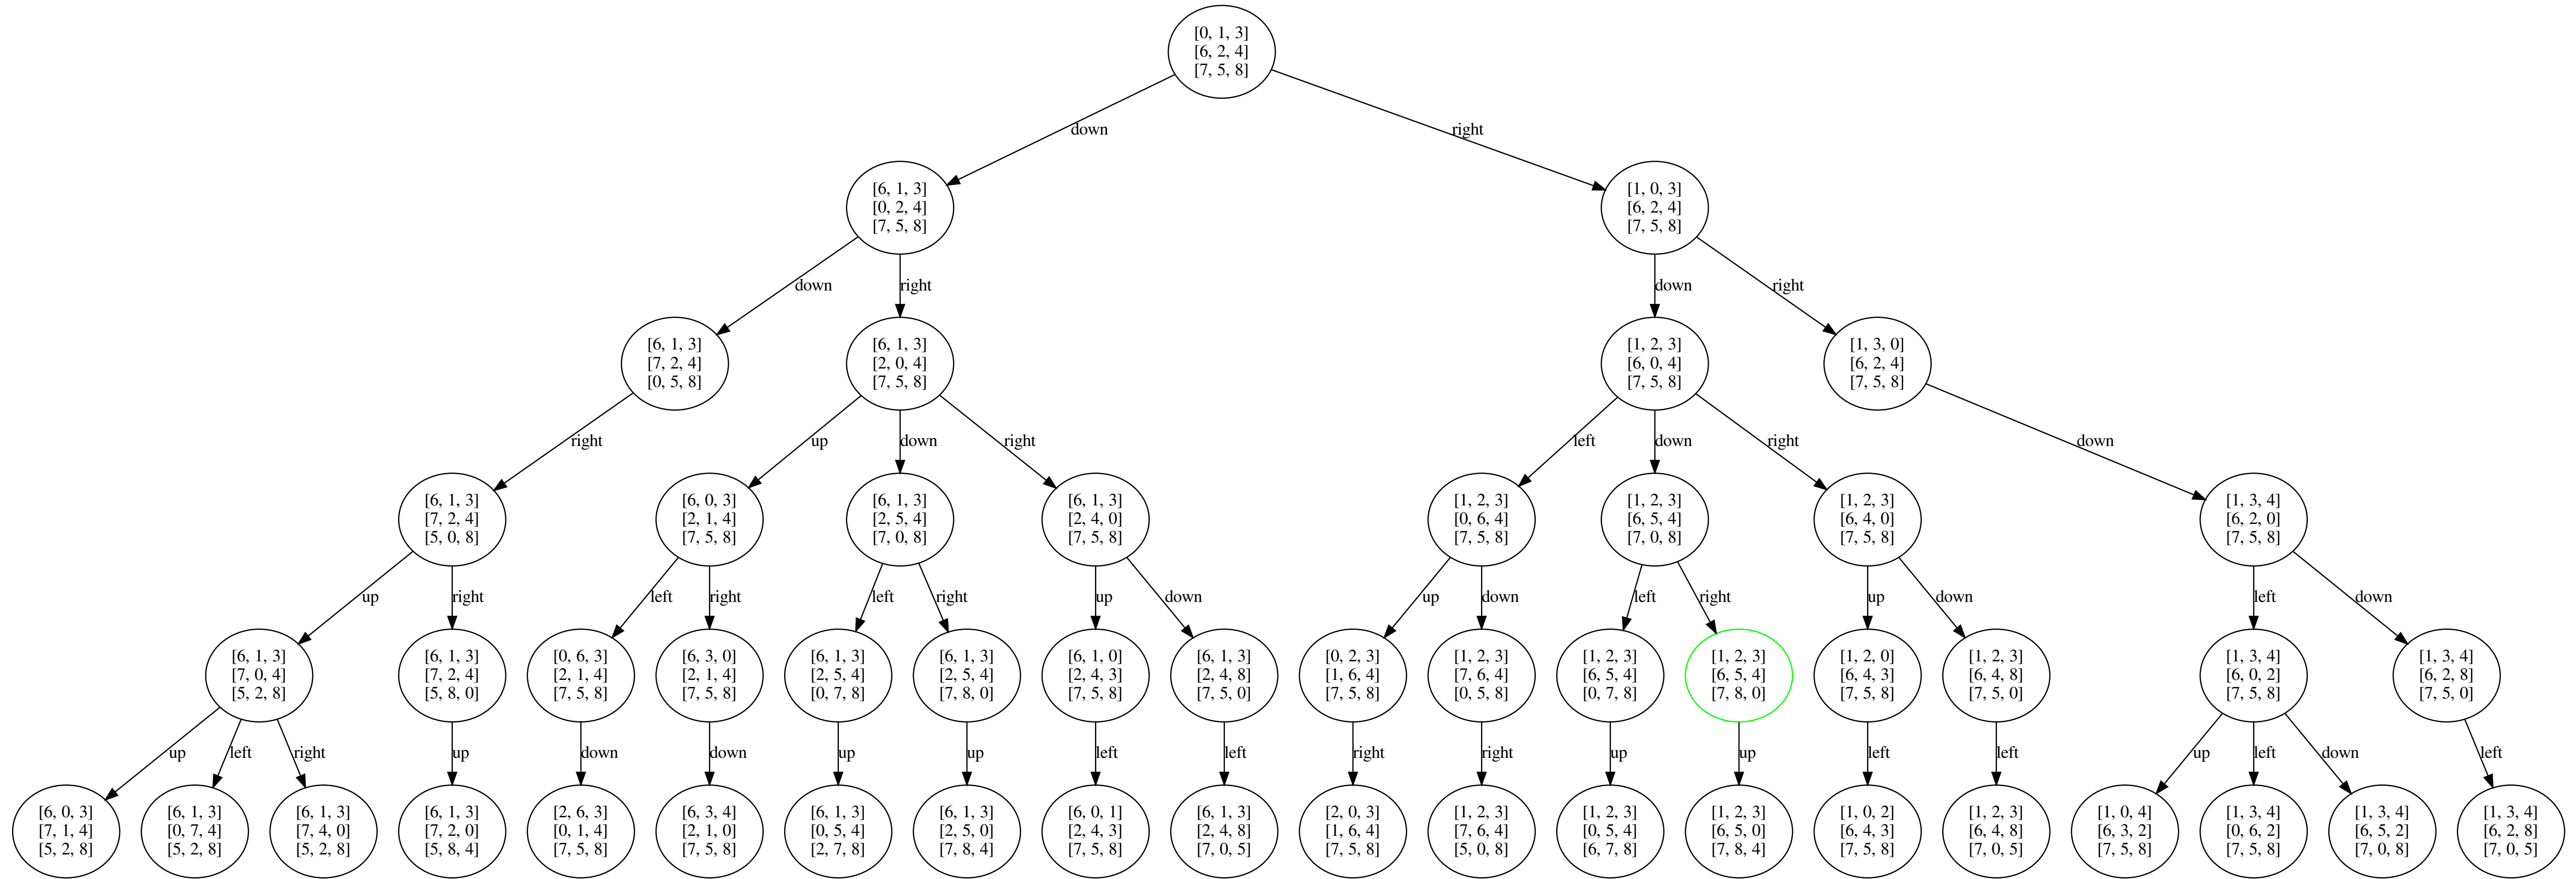 [0, 1, 3]
[6, 2, 4]
[7, 5, 8]
down
right
[6, 1, 3]
[0, 2, 4]
[7, 5, 8]
[1, 0, 3]
[6, 2, 4]
[7, 5, 8]
down
right
down
right
[6, 1, 3]
[7, 2, 4]
[0, 5, 8]
[6, 1, 3]
[2, 0, 4]
[7, 5, 8]
[1, 2, 3]
[6, 0, 4]
[7, 5, 8]
[1, 3, 0]
[6, 2, 4]
[7, 5, 8]
right
up
down
right
left
down
right
down
[6, 1, 3]
[7, 2, 4]
[5, 0, 8]
[6, 0, 3]
[2, 1, 4]
[7, 5, 8]
[6, 1, 3]
[2, 5, 4]
[7, 0, 8]
[6, 1, 3]
[2, 4, 0]
[7, 5, 8]
[1, 2, 3]
[0, 6, 4]
[7, 5, 8]
[1, 2, 3]
[6, 5, 4]
[7, 0, 8]
[1, 2, 3]
[6, 4, 0]
[7, 5, 8]
[1, 3, 4]
[6, 2, 0]
[7, 5, 8]
up
right
left
right
left
right
up
down
up
down
left
right
up
down
left
down
[6, 1, 3]
[7, 0, 4]
[5, 2, 8]
[6, 1, 3]
[7, 2, 4]
[5, 8, 0]
[0, 6, 3]
[2, 1, 4]
[7, 5, 8]
[6, 3, 0]
[2, 1, 4]
[7, 5, 8]
[6, 1, 3]
[2, 5, 4]
[0, 7, 8]
[6, 1, 3]
[2, 5, 4]
[7, 8, 0]
[6, 1, 0]
[2, 4, 3]
[7, 5, 8]
[6, 1, 3]
[2, 4, 8]
[7, 5, 0]
[0, 2, 3]
[1, 6, 4]
[7, 5, 8]
[1, 2, 3]
[7, 6, 4]
[0, 5, 8]
[1, 2, 3]
[6, 5, 4]
[0, 7, 8]
[1, 2, 3]
[6, 5, 4]
[7, 8, 0]
[1, 2, 0]
[6, 4, 3]
[7, 5, 8]
[1, 2, 3]
[6, 4, 8]
[7, 5, 0]
[1, 3, 4]
[6, 0, 2]
[7, 5, 8]
[1, 3, 4]
[6, 2, 8]
[7, 5, 0]
up
left
right
up
down
down
up
up
left
left
right
right
up
up
left
left
up
left
down
left
[6, 0, 3]
[7, 1, 4]
[5, 2, 8]
[6, 1, 3]
[0, 7, 4]
[5, 2, 8]
[6, 1, 3]
[7, 4, 0]
[5, 2, 8]
[6, 1, 3]
[7, 2, 0]
[5, 8, 4]
[2, 6, 3]
[0, 1, 4]
[7, 5, 8]
[6, 3, 4]
[2, 1, 0]
[7, 5, 8]
[6, 1, 3]
[0, 5, 4]
[2, 7, 8]
[6, 1, 3]
[2, 5, 0]
[7, 8, 4]
[6, 0, 1]
[2, 4, 3]
[7, 5, 8]
[6, 1, 3]
[2, 4, 8]
[7, 0, 5]
[2, 0, 3]
[1, 6, 4]
[7, 5, 8]
[1, 2, 3]
[7, 6, 4]
[5, 0, 8]
[1, 2, 3]
[0, 5, 4]
[6, 7, 8]
[1, 2, 3]
[6, 5, 0]
[7, 8, 4]
[1, 0, 2]
[6, 4, 3]
[7, 5, 8]
[1, 2, 3]
[6, 4, 8]
[7, 0, 5]
[1, 0, 4]
[6, 3, 2]
[7, 5, 8]
[1, 3, 4]
[0, 6, 2]
[7, 5, 8]
[1, 3, 4]
[6, 5, 2]
[7, 0, 8]
[1, 3, 4]
[6, 2, 8]
[7, 0, 5]